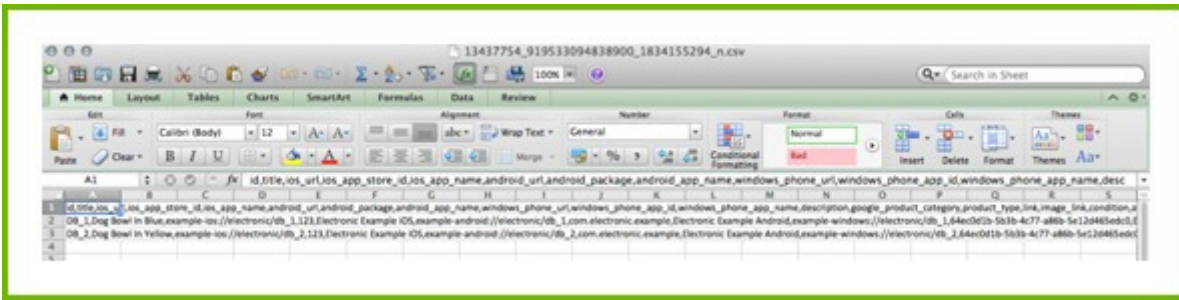 13437754_919533094838900_1834155294_n.csv
100%
Search in Sheet
Home Layout Tables Charts SmartArt Formulas Data Review
Edit Font Alignment Number Format Cells Themes
Fill Calibri (Body) 12 A A abc Wrap Text General Normal
Paste Clear B I U A Merge % Conditional Formatting Bad Insert Delete Format Themes Aa
A1 fx id,title,ios_url,ios_app_store_id,ios_app_name,android_url,android_package,android_app_name,windows_phone_url,windows_phone_app_id,windows_phone_app_name,desc
A B C D E F G H I J K L M N O P Q R S
1 id,title,ios_url,ios_app_store_id,ios_app_name,android_url,android_package,android_app_name,windows_phone_url,windows_phone_app_id,windows_phone_app_name,description,google_product_category,product_type,link,image_link,condition,a
2 DB_1,Dog Bowl In Blue,example-ios://electronic/db_1,123,Electronic Example iOS,example-android://electronic/db_1,com.electronic.example,Electronic Example Android,example-windows://electronic/db_1,64ec0d1b-5b3b-4c77-a86b-5e12d465edc0,E
3 DB_2,Dog Bowl In Yellow,example-ios://electronic/db_2,123,Electronic Example iOS,example-android://electronic/db_2,com.electronic.example,Electronic Example Android,example-windows://electronic/db_2,64ec0d1b-5b3b-4c77-a86b-5e12d465edc
4
5